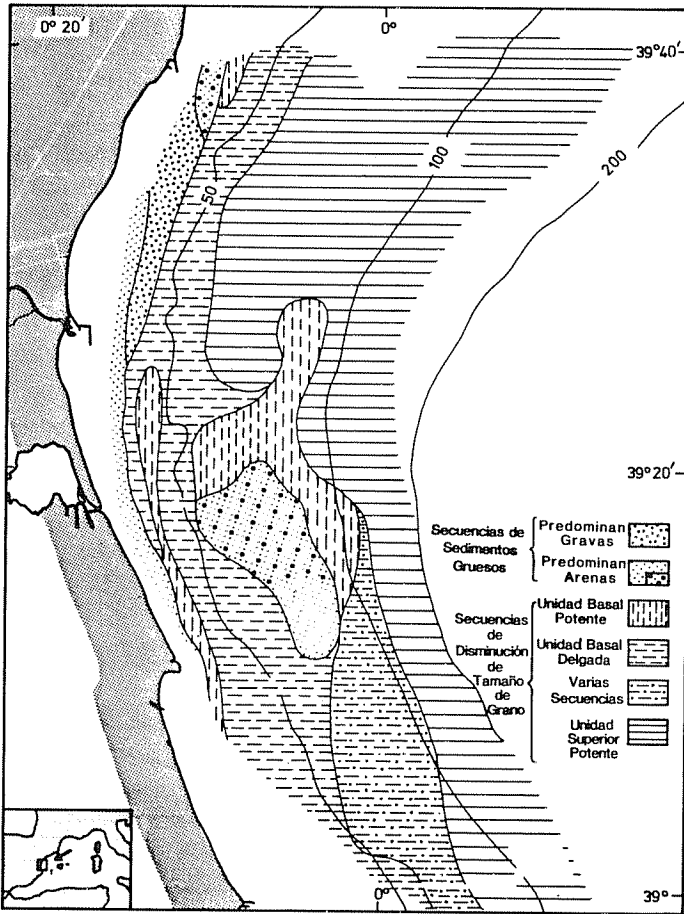 0° 20'
0°
39°40'
50
100
200
39°20'
Secuencias de
Sedimentos
Gruesos
Predominan
Gravas
Predominan
Arenas
Secuencias
de
Disminución
de
Tamaño
de
Grano
Unidad Basal
Potente
Unidad Basal
Delgada
Varias
Secuencias
Unidad
Superior
Potente
0°
39°